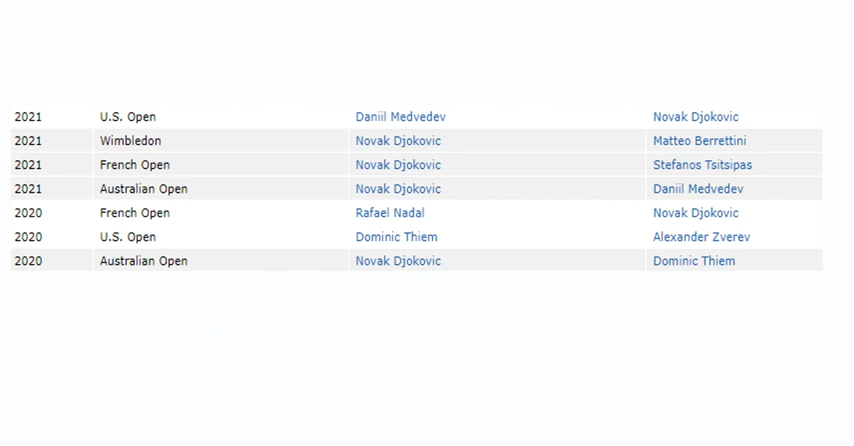 2021 U.S. Open Daniil Medvedev Novak Djokovic
2021 Wimbledon Novak Djokovic Matteo Berrettini
2021 French Open Novak Djokovic Stefanos Tsitsipas
2021 Australian Open Novak Djokovic Daniil Medvedev
2020 French Open Rafael Nadal Novak Djokovic
2020 U.S. Open Dominic Thiem Alexander Zverev
2020 Australian Open Novak Djokovic Dominic Thiem